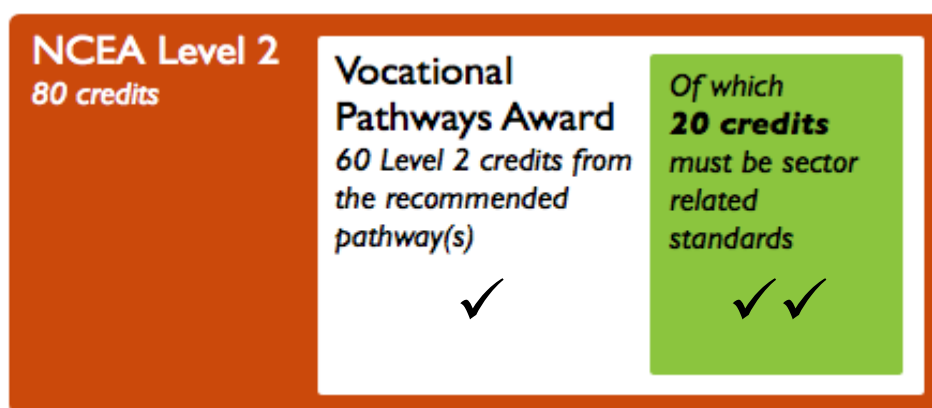 NCEA Level 2
80 credits
Vocational
Pathways Award
60 Level 2 credits from
the recommended
pathway(s)
✓
Of which
20 credits
must be sector
related
standards
✓✓